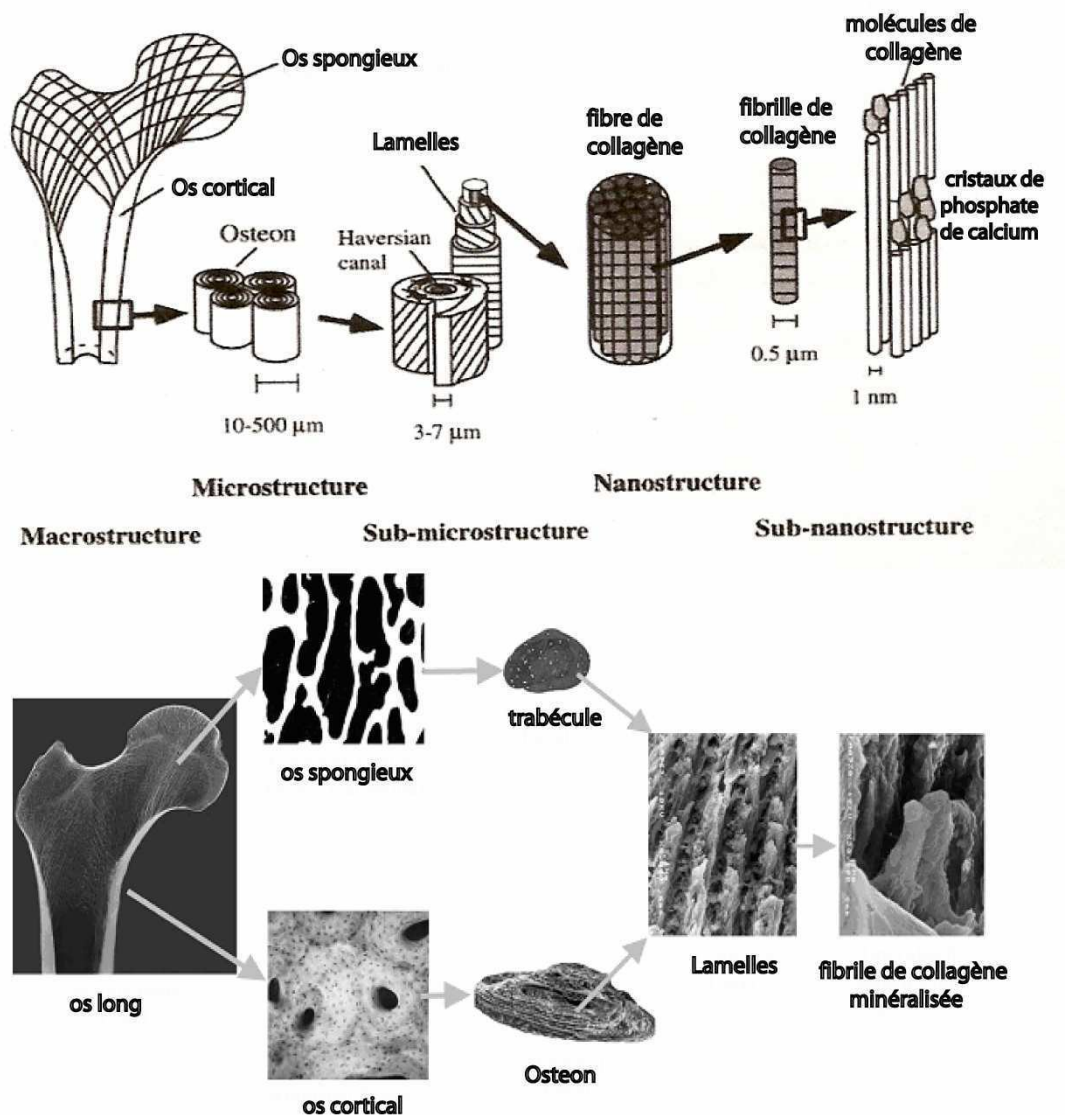 molécules de
collagène
Os spongieux
fibre de
collagène
fibrille de
collagène
Lamelles
Os cortical
cristaux de
phosphate
de calcium
Osteon
Haversian
canal
0.5 µm
1 nm
10-500 µm
3-7 µm
Microstructure
Nanostructure
Macrostructure
Sub-microstructure
Sub-nanostructure
trabécule
os spongieux
Lamelles
fibrile de collagène
minéralisée
os long
Osteon
os cortical